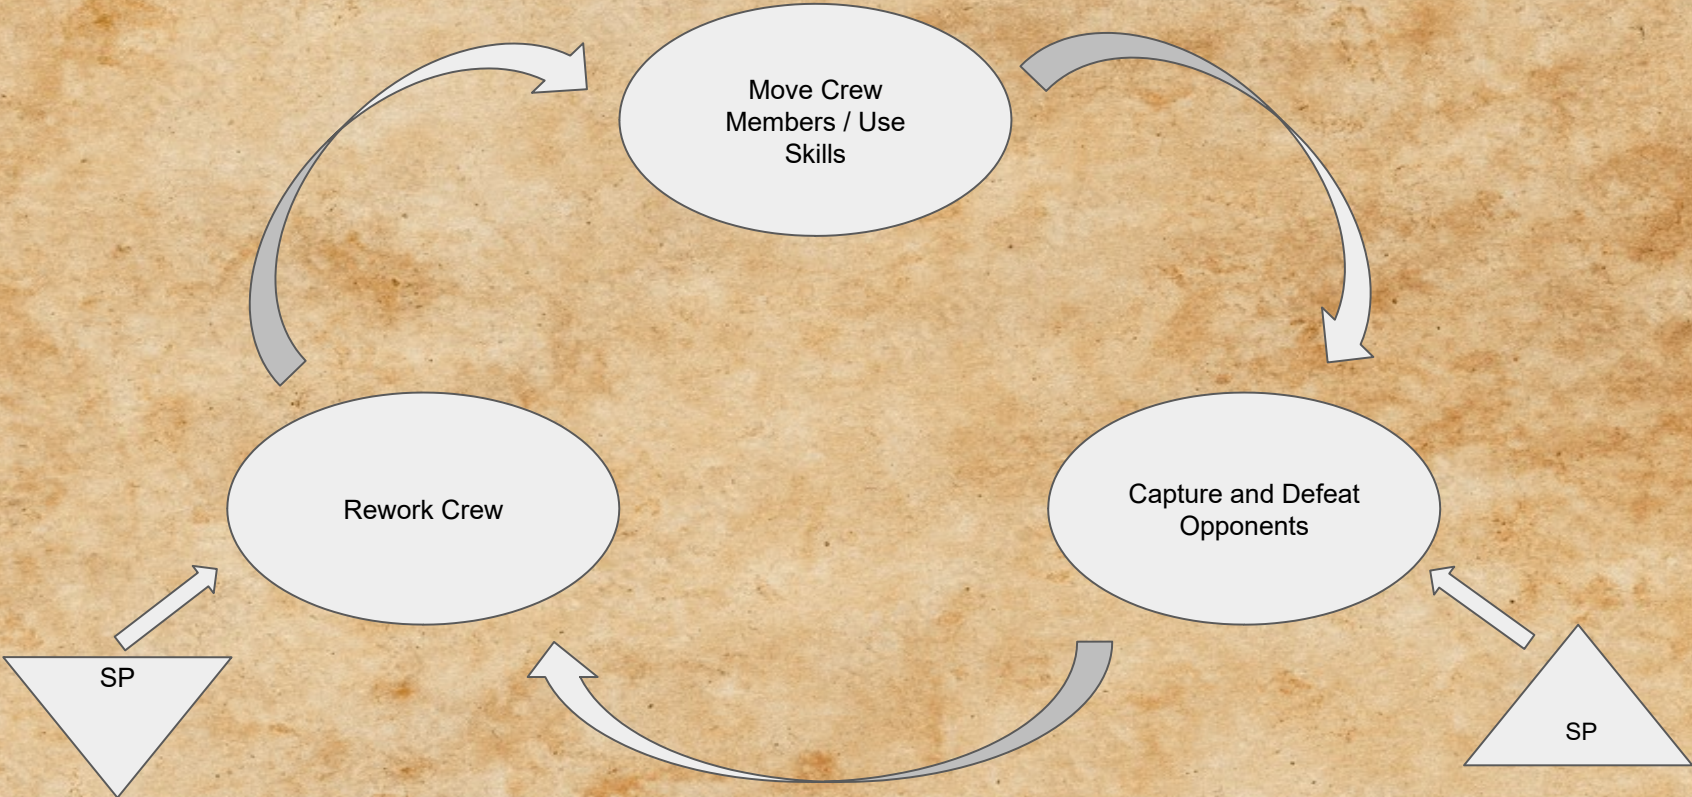 Move Crew
Members / Use
Skills
Capture and Defeat
Opponents
Rework Crew
SP
SP